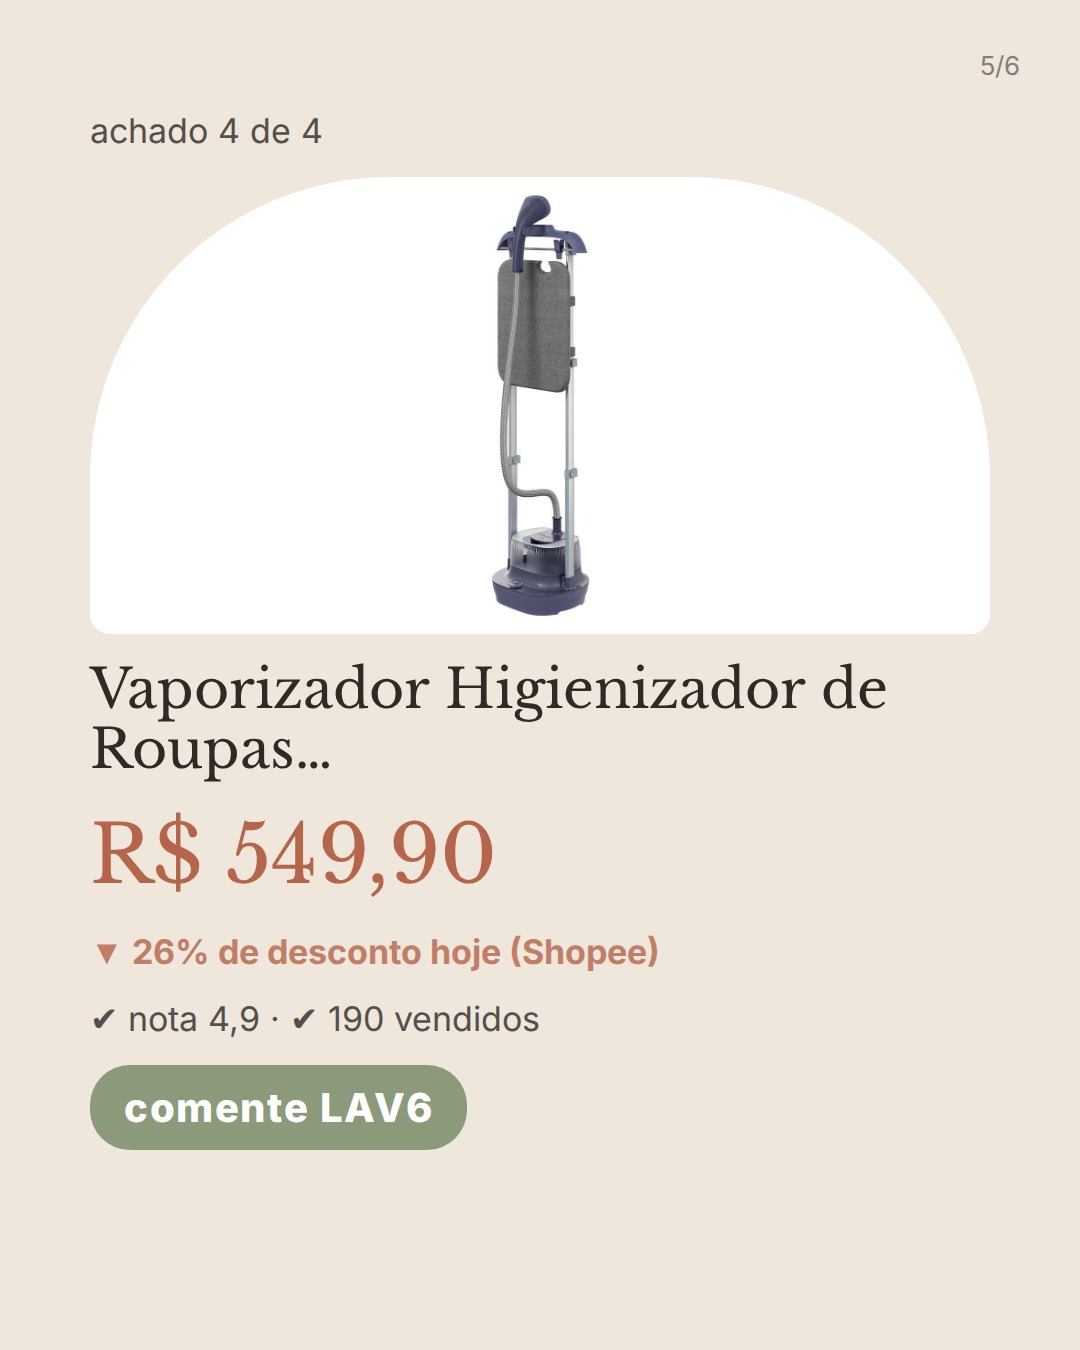 5/6
achado 4 de 4
Vaporizador Higienizador de
Roupas...
R$ 549,90
▼ 26% de desconto hoje (Shopee)
✔ nota 4,9 · ✔ 190 vendidos
comente LAV6